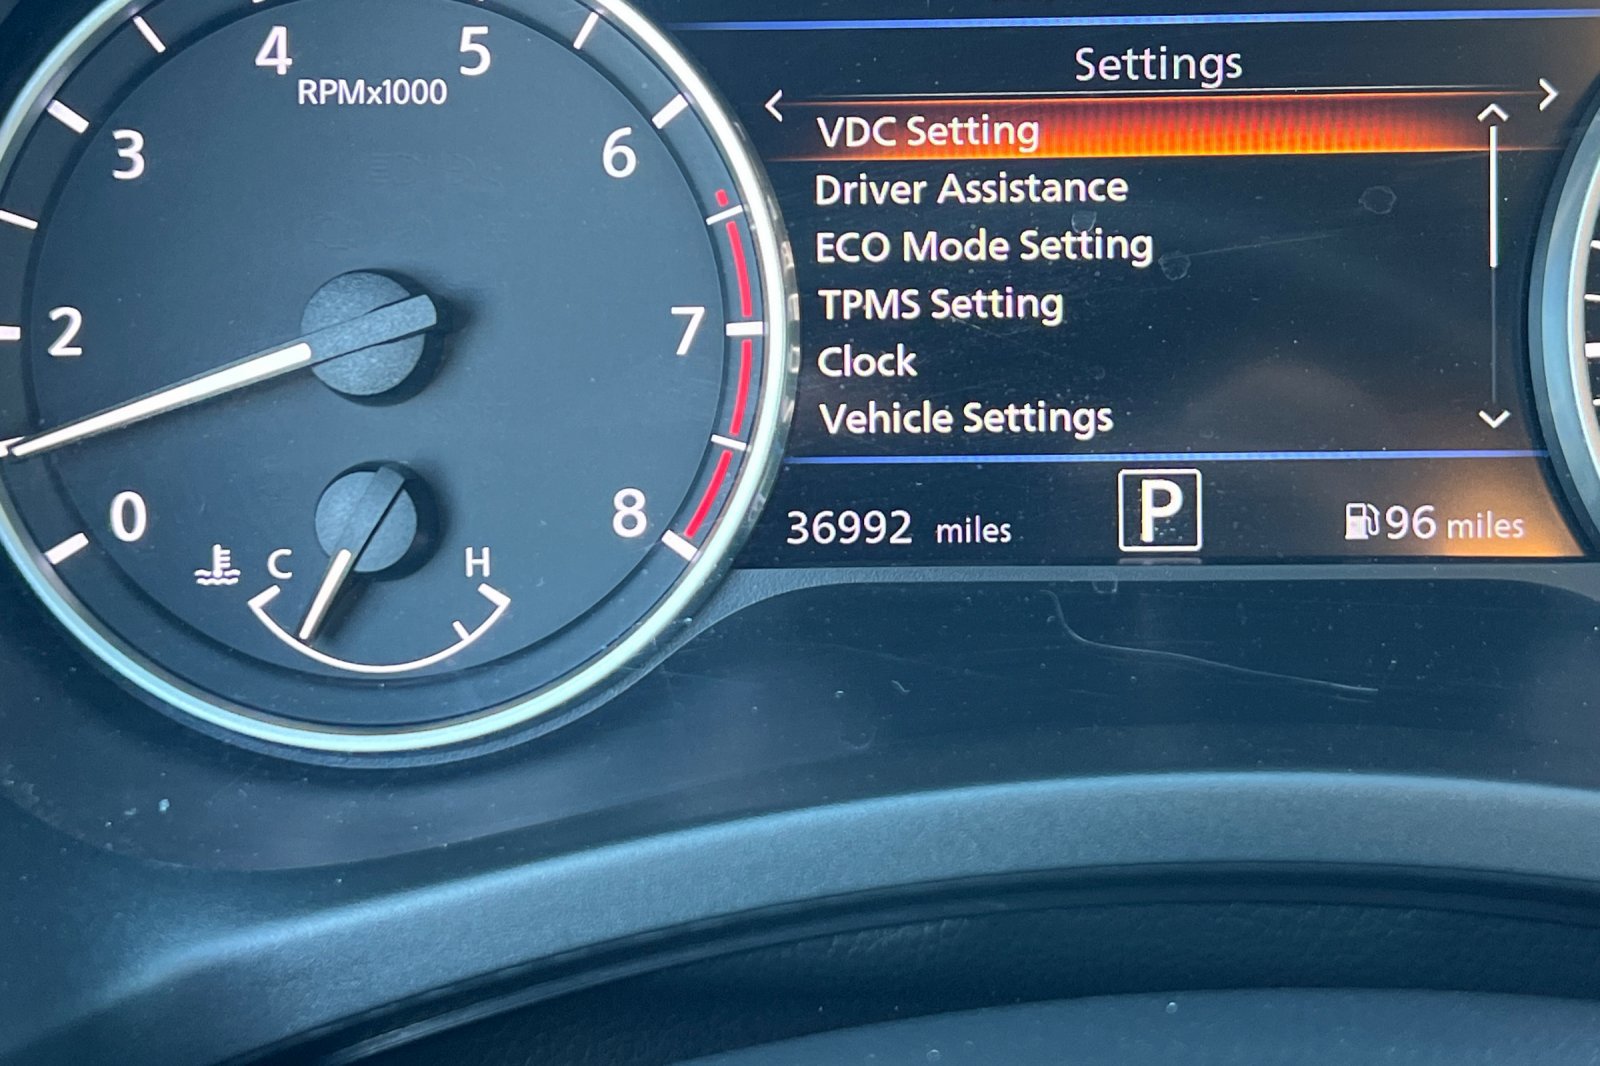 4
5
RPMx1000
3
6
2
7
0
8
C
H
Settings
VDC Setting
Driver Assistance
ECO Mode Setting
TPMS Setting
Clock
Vehicle Settings
36992 miles
P
96 miles